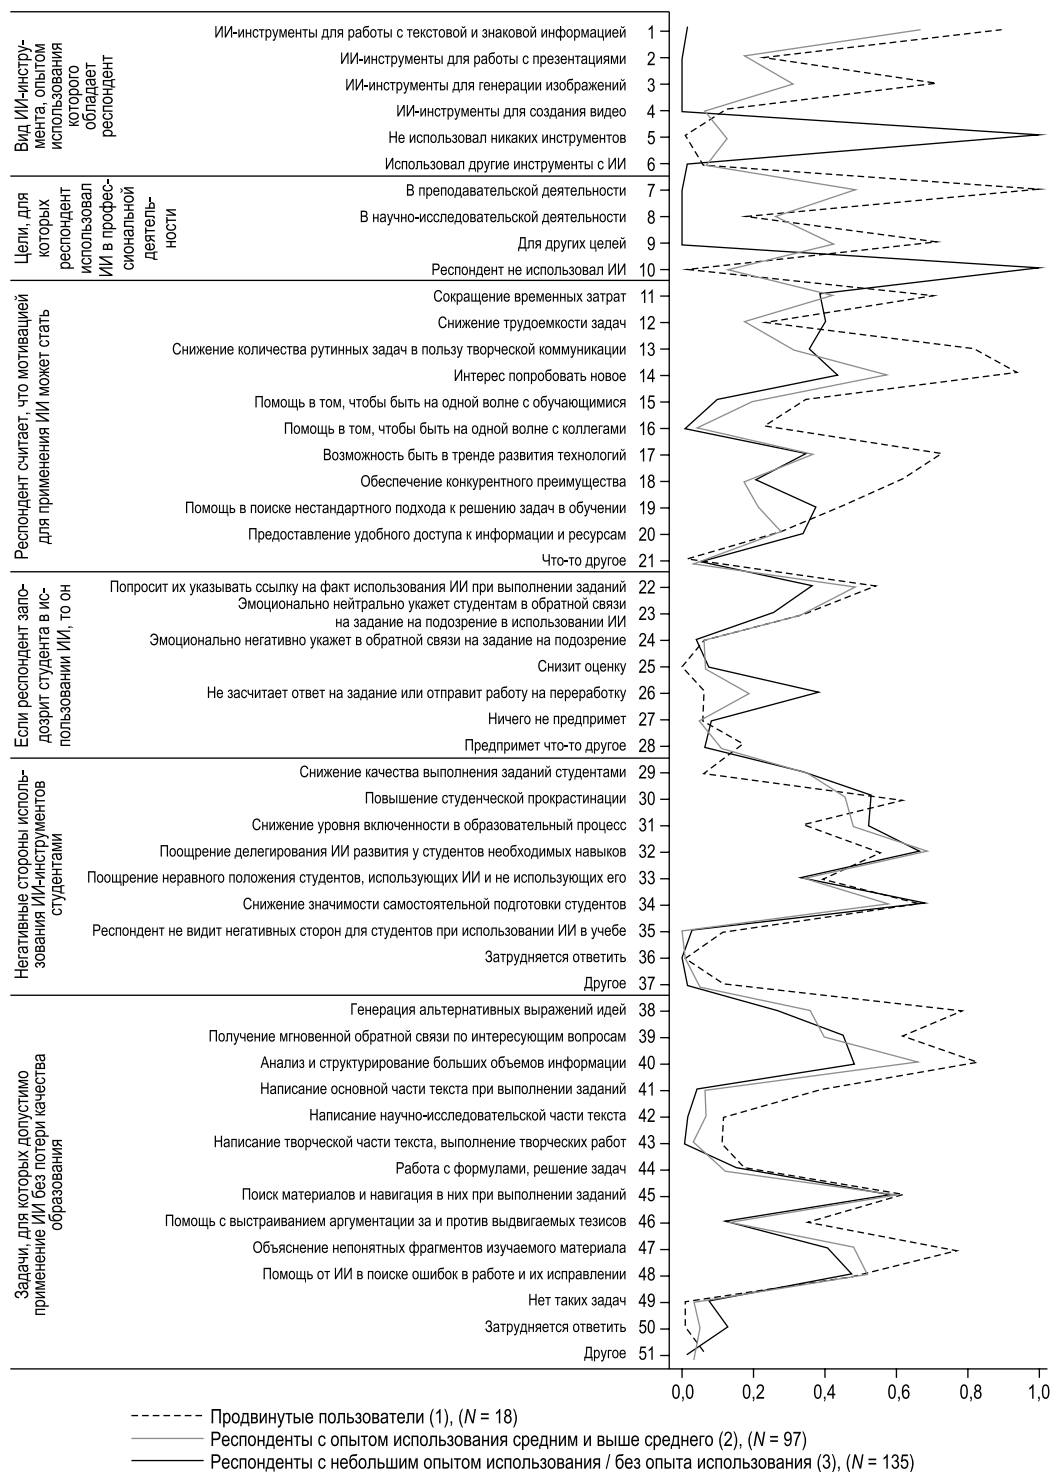 Вид ИИ-инстру-
мента, опытом
использования
которого
обладает
респондент
ИИ-инструменты для работы с текстовой и знаковой информацией 1
ИИ-инструменты для работы с презентациями 2
ИИ-инструменты для генерации изображений 3
ИИ-инструменты для создания видео 4
Не использовал никаких инструментов 5
Использовал другие инструменты с ИИ 6
Цели, для
которых
респондент
использовал
ИИ в профес-
сиональной
деятель-
ности
В преподавательской деятельности 7
В научно-исследовательской деятельности 8
Для других целей 9
Респондент не использовал ИИ 10
Респондент считает, что мотивацией
для применения ИИ может стать
Сокращение временных затрат 11
Снижение трудоемкости задач 12
Снижение количества рутинных задач в пользу творческой коммуникации 13
Интерес попробовать новое 14
Помощь в том, чтобы быть на одной волне с обучающимися 15
Помощь в том, чтобы быть на одной волне с коллегами 16
Возможность быть в тренде развития технологий 17
Обеспечение конкурентного преимущества 18
Помощь в поиске нестандартного подхода к решению задач в обучении 19
Предоставление удобного доступа к информации и ресурсам 20
Что-то другое 21
Если респондент запо-
дозрит студента в ис-
пользовании ИИ, то он
Попросит их указывать ссылку на факт использования ИИ при выполнении заданий 22
Эмоционально нейтрально укажет студентам в обратной связи
на задание на подозрение в использовании ИИ 23
Эмоционально негативно укажет в обратной связи на задание на подозрение 24
Снизит оценку 25
Не засчитает ответ на задание или отправит работу на переработку 26
Ничего не предпримет 27
Предпримет что-то другое 28
Негативные стороны исполь-
зования ИИ-инструментов
студентами
Снижение качества выполнения заданий студентами 29
Повышение студенческой прокрастинации 30
Снижение уровня включенности в образовательный процесс 31
Поощрение делегирования ИИ развития у студентов необходимых навыков 32
Поощрение неравного положения студентов, использующих ИИ и не использующих его 33
Снижение значимости самостоятельной подготовки студентов 34
Респондент не видит негативных сторон для студентов при использовании ИИ в учебе 35
Затрудняется ответить 36
Другое 37
Задачи, для которых допустимо
применение ИИ без потери качества
образования
Генерация альтернативных выражений идей 38
Получение мгновенной обратной связи по интересующим вопросам 39
Анализ и структурирование больших объемов информации 40
Написание основной части текста при выполнении заданий 41
Написание научно-исследовательской части текста 42
Написание творческой части текста, выполнение творческих работ 43
Работа с формулами, решение задач 44
Поиск материалов и навигация в них при выполнении заданий 45
Помощь с выстраиванием аргументации за и против выдвигаемых тезисов 46
Объяснение непонятных фрагментов изучаемого материала 47
Помощь от ИИ в поиске ошибок в работе и их исправлении 48
Нет таких задач 49
Затрудняется ответить 50
Другое 51
0,0 0,2 0,4 0,6 0,8 1,0
Продвинутые пользователи (1), (N = 18)
Респонденты с опытом использования средним и выше среднего (2), (N = 97)
Респонденты с небольшим опытом использования / без опыта использования (3), (N = 135)